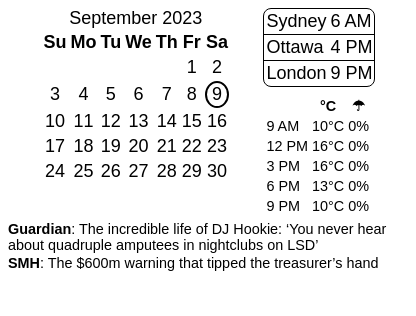 September 2023
Su Mo Tu We Th Fr Sa
1 2
3 4 5 6 7 8 9
10 11 12 13 14 15 16
17 18 19 20 21 22 23
24 25 26 27 28 29 30
Sydney 6 AM
Ottawa 4 PM
London 9 PM
°C ☂
9 AM 10°C 0%
12 PM 16°C 0%
3 PM 16°C 0%
6 PM 13°C 0%
9 PM 10°C 0%
Guardian: The incredible life of DJ Hookie: ‘You never hear
about quadruple amputees in nightclubs on LSD’
SMH: The $600m warning that tipped the treasurer’s hand